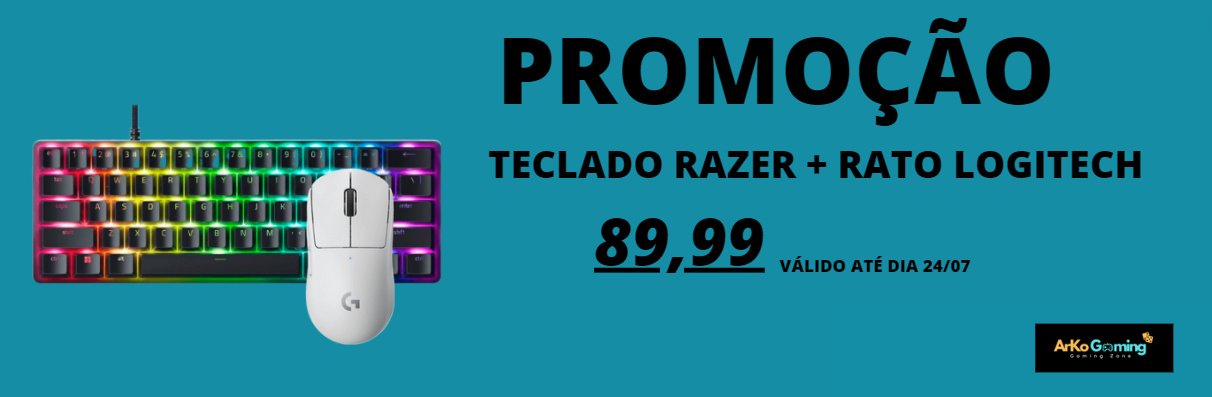 PROMOÇÃO
TECLADO RAZER + RATO LOGITECH
89,99 VÁLIDO ATÉ DIA 24/07
ArKo Gaming
Gaming Zone